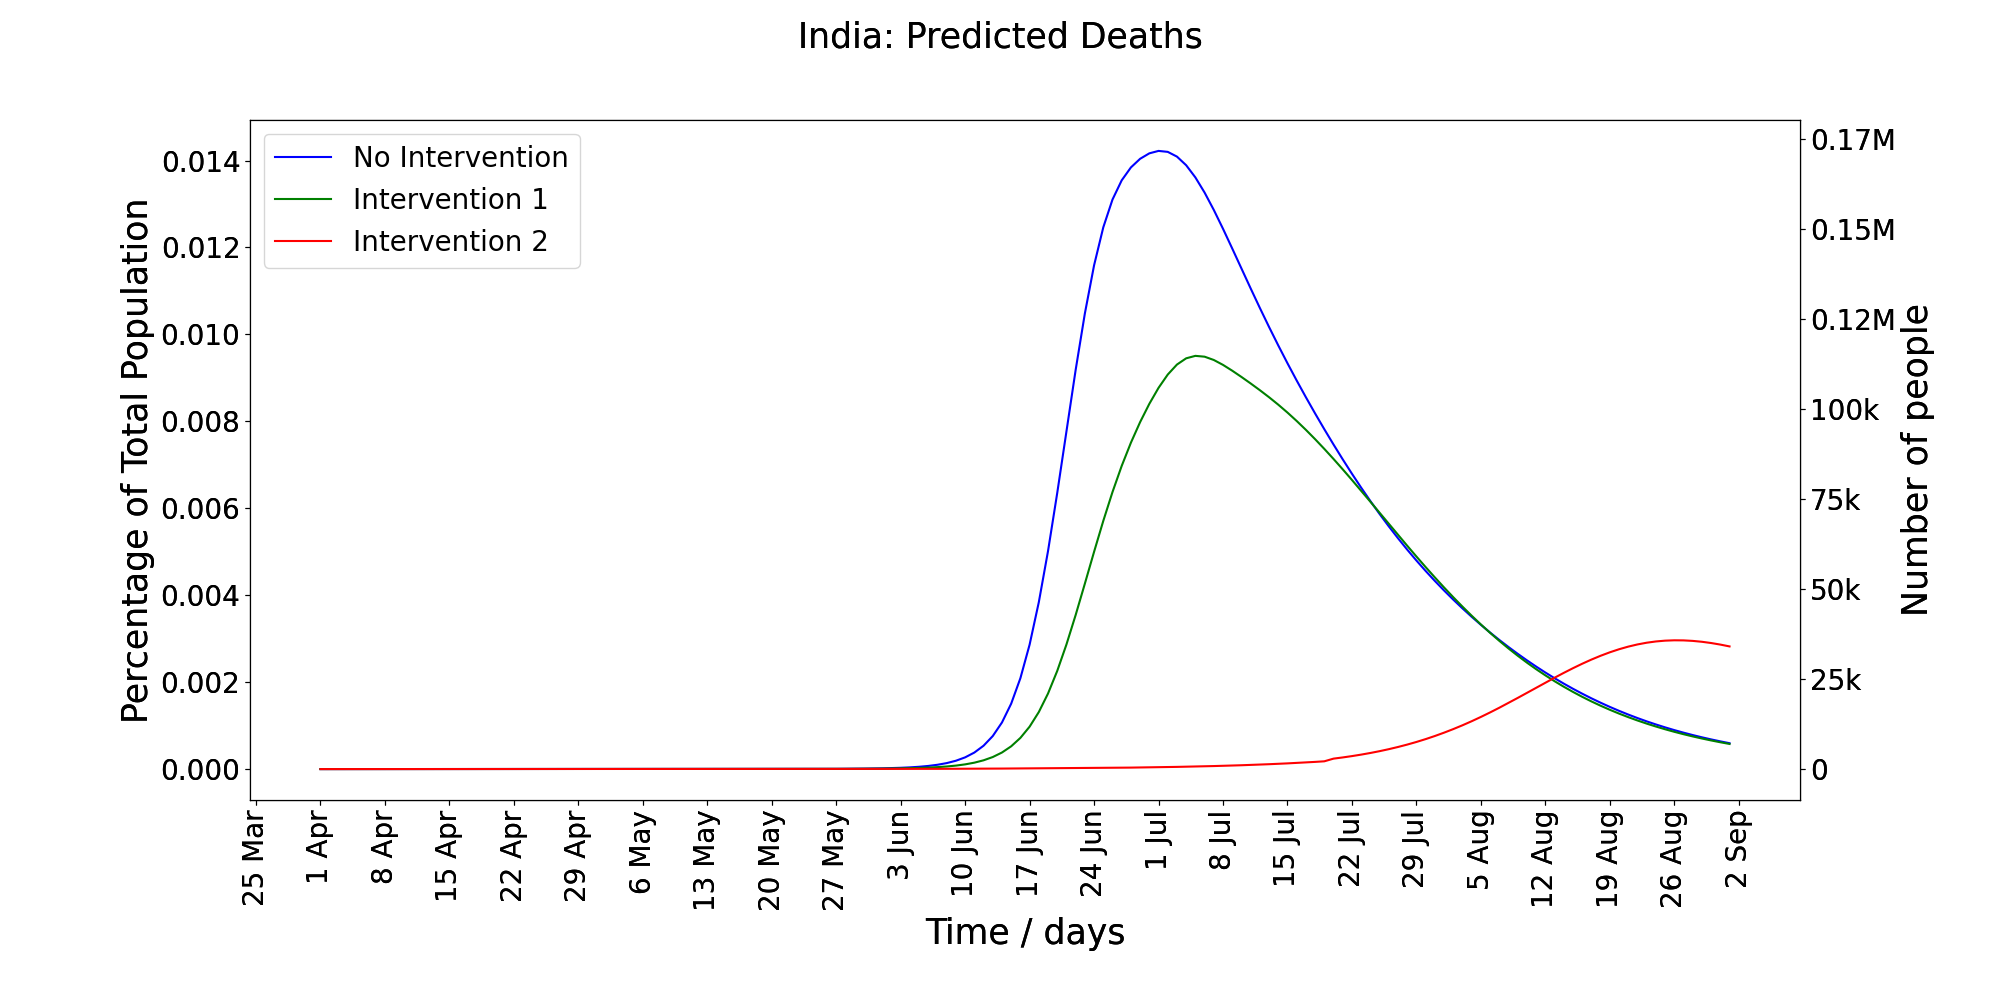 India: Predicted Deaths
No Intervention
Intervention 1
Intervention 2
Percentage of Total Population
0.014
0.012
0.010
0.008
0.006
0.004
0.002
0.000
0.17M
0.15M
0.12M
100k
75k
50k
25k
0
Number of people
25 Mar
1 Apr
8 Apr
15 Apr
22 Apr
29 Apr
6 May
13 May
20 May
27 May
3 Jun
10 Jun
17 Jun
24 Jun
1 Jul
8 Jul
15 Jul
22 Jul
29 Jul
5 Aug
12 Aug
19 Aug
26 Aug
2 Sep
Time / days